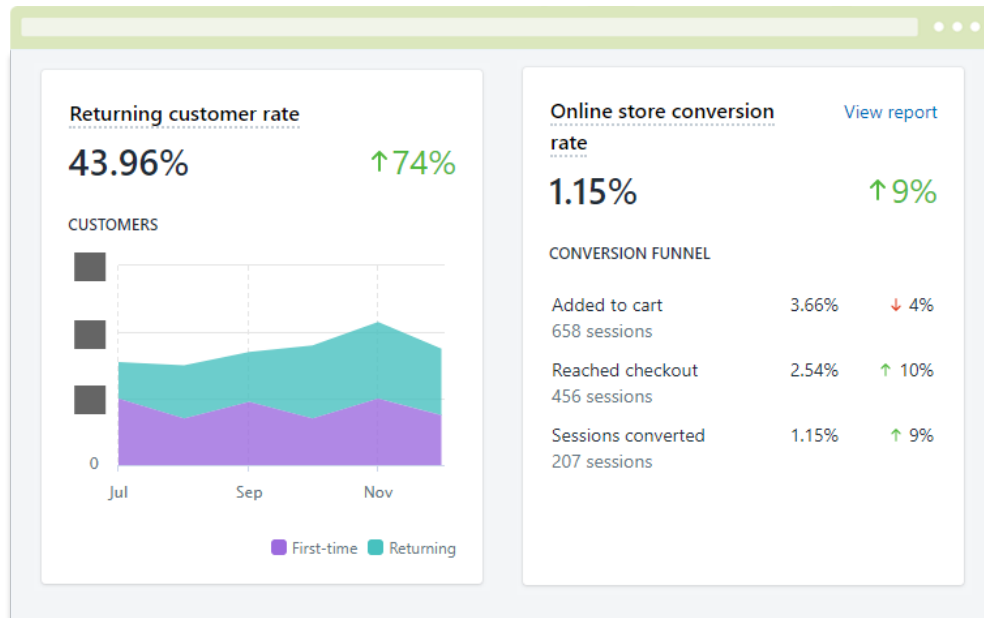 Returning customer rate
43.96% ↑74%
CUSTOMERS
0
Jul Sep Nov
First-time Returning
Online store conversion View report
rate
1.15% ↑9%
CONVERSION FUNNEL
Added to cart 3.66% ↓ 4%
658 sessions
Reached checkout 2.54% ↑ 10%
456 sessions
Sessions converted 1.15% ↑ 9%
207 sessions